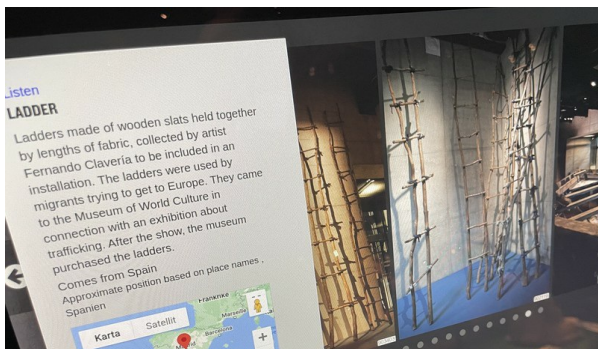 Listen
LADDER
Ladders made of wooden slats held together
by lengths of fabric, collected by artist
Fernando Clavería to be included in an
installation. The ladders were used by
migrants trying to get to Europe. They came
to the Museum of World Culture in
connection with an exhibition about
trafficking. After the show, the museum
purchased the ladders.
Comes from Spain
Approximate position based on place names ,
Spanien
Karta
Satellit
Frankrike
Marseille
Barcelona
Madrid
+